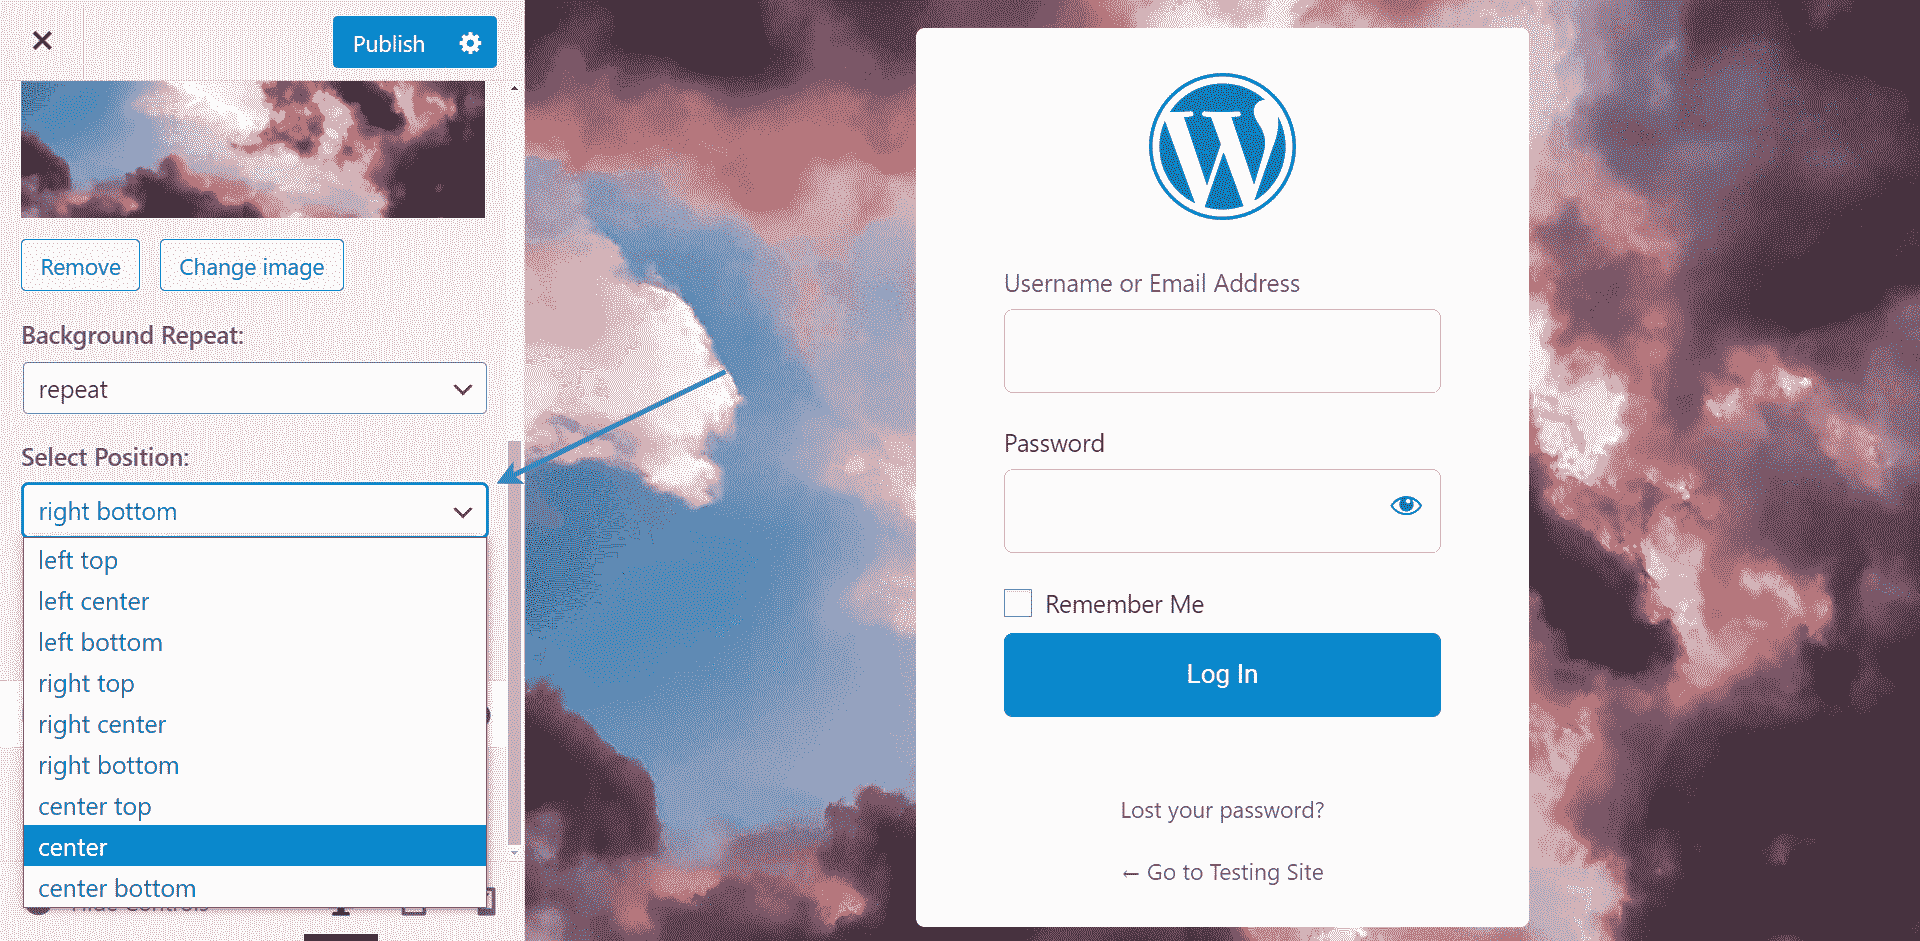 Publish
Remove
Change image
Background Repeat:
repeat
Select Position:
right bottom
left top
left center
left bottom
right top
right center
right bottom
center top
center
center bottom
Hide Controls
W
Username or Email Address
Password
Remember Me
Log In
Lost your password?
← Go to Testing Site